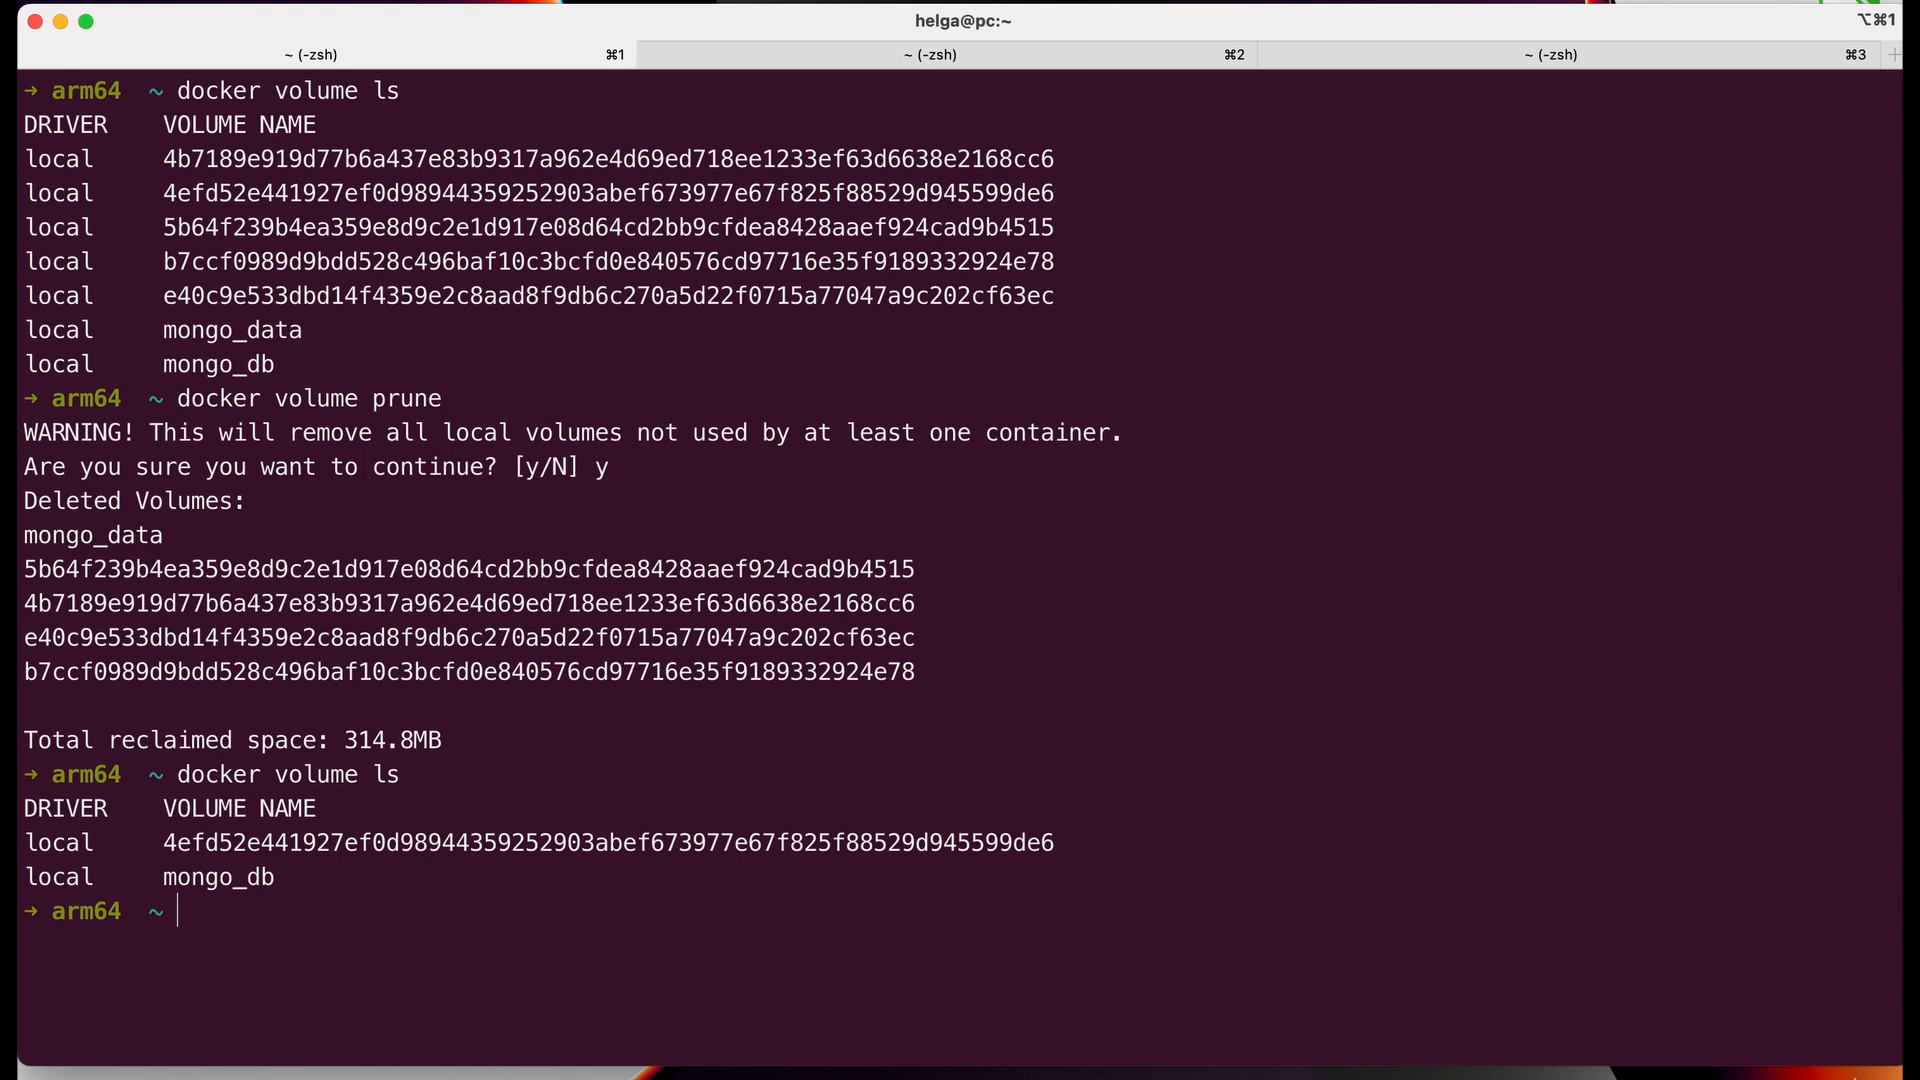 helga@pc:~
⌥⌘1
~ (-zsh) ⌘1
~ (-zsh) ⌘2
~ (-zsh) ⌘3
→ arm64 ~ docker volume ls
DRIVER VOLUME NAME
local 4b7189e919d77b6a437e83b9317a962e4d69ed718ee1233ef63d6638e2168cc6
local 4efd52e441927ef0d98944359252903abef673977e67f825f88529d945599de6
local 5b64f239b4ea359e8d9c2e1d917e08d64cd2bb9cfdea8428aaef924cad9b4515
local b7ccf0989d9bdd528c496baf10c3bcfd0e840576cd97716e35f9189332924e78
local e40c9e533dbd14f4359e2c8aad8f9db6c270a5d22f0715a77047a9c202cf63ec
local mongo_data
local mongo_db
→ arm64 ~ docker volume prune
WARNING! This will remove all local volumes not used by at least one container.
Are you sure you want to continue? [y/N] y
Deleted Volumes:
mongo_data
5b64f239b4ea359e8d9c2e1d917e08d64cd2bb9cfdea8428aaef924cad9b4515
4b7189e919d77b6a437e83b9317a962e4d69ed718ee1233ef63d6638e2168cc6
e40c9e533dbd14f4359e2c8aad8f9db6c270a5d22f0715a77047a9c202cf63ec
b7ccf0989d9bdd528c496baf10c3bcfd0e840576cd97716e35f9189332924e78
Total reclaimed space: 314.8MB
→ arm64 ~ docker volume ls
DRIVER VOLUME NAME
local 4efd52e441927ef0d98944359252903abef673977e67f825f88529d945599de6
local mongo_db
→ arm64 ~